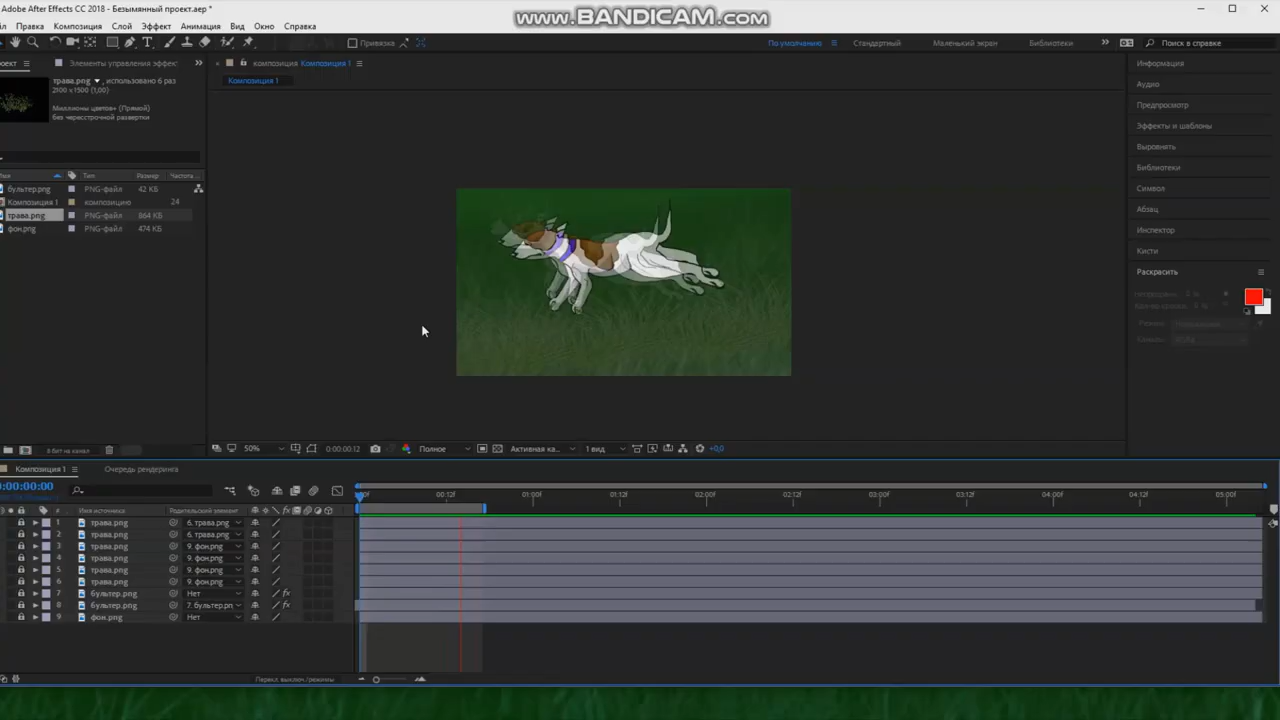 Adobe After Effects CC 2018 - Безымянный проект.aep *
www.BANDICAM.com
Правка Композиция Слой Эффект Анимация Вид Окно Справка
Привязка
По умолчанию Стандартный Маленький экран Библиотеки Поиск в справке
Элементы управления эффек
композиция Композиция 1
Композиция 1
трава.png, использовано 6 раз
2100 x 1500 (1,00)
Миллионы цветов+ (Прямой)
без чересстрочной развертки
Тип Размер Частота...
бультер.png PNG-файл 42 КБ
Композиция 1 композицию 24
трава.png PNG-файл 864 КБ
фон.png PNG-файл 474 КБ
8 бит на канал
50% 0:00:00:12 Полное Активная ка... 1 вид +0,0
Информация
Аудио
Предпросмотр
Эффекты и шаблоны
Выровнять
Библиотеки
Символ
Абзац
Инспектор
Кисти
Раскрасить
Композиция 1 Очередь рендеринга
0:00:00:00
00:12f 01:00f 01:12f 02:00f 02:12f 03:00f 03:12f 04:00f 04:12f 05:00f
# Имя источника Родительский элемент
1 трава.png 6. трава.png
2 трава.png 6. трава.png
3 трава.png 9. фон.png
4 трава.png 9. фон.png
5 трава.png 9. фон.png
6 трава.png 9. фон.png
7 бультер.png Нет
8 бультер.png 7. бультер.pn
9 фон.png Нет
Перекл. выключ./режимы